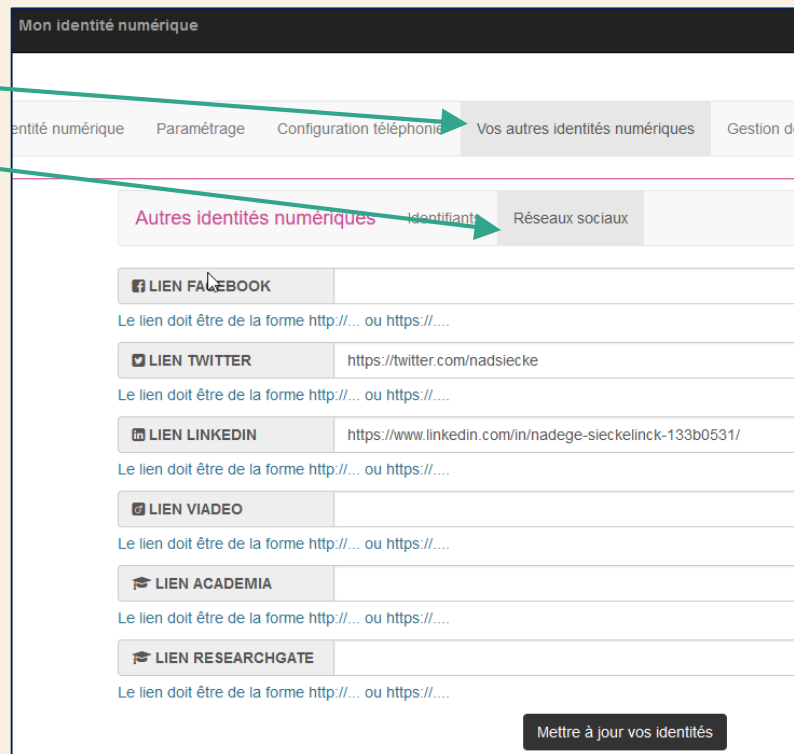 Mon identité numérique
entité numérique Paramétrage Configuration téléphonie Vos autres identités numériques Gestion de
Autres identités numériques Identifiants Réseaux sociaux
LIEN FACEBOOK
Le lien doit être de la forme http://... ou https://....
LIEN TWITTER https://twitter.com/nadsiecke
Le lien doit être de la forme http://... ou https://....
LIEN LINKEDIN https://www.linkedin.com/in/nadege-sieckelinck-133b0531/
Le lien doit être de la forme http://... ou https://....
LIEN VIADEO
Le lien doit être de la forme http://... ou https://....
LIEN ACADEMIA
Le lien doit être de la forme http://... ou https://....
LIEN RESEARCHGATE
Le lien doit être de la forme http://... ou https://....
Mettre à jour vos identités